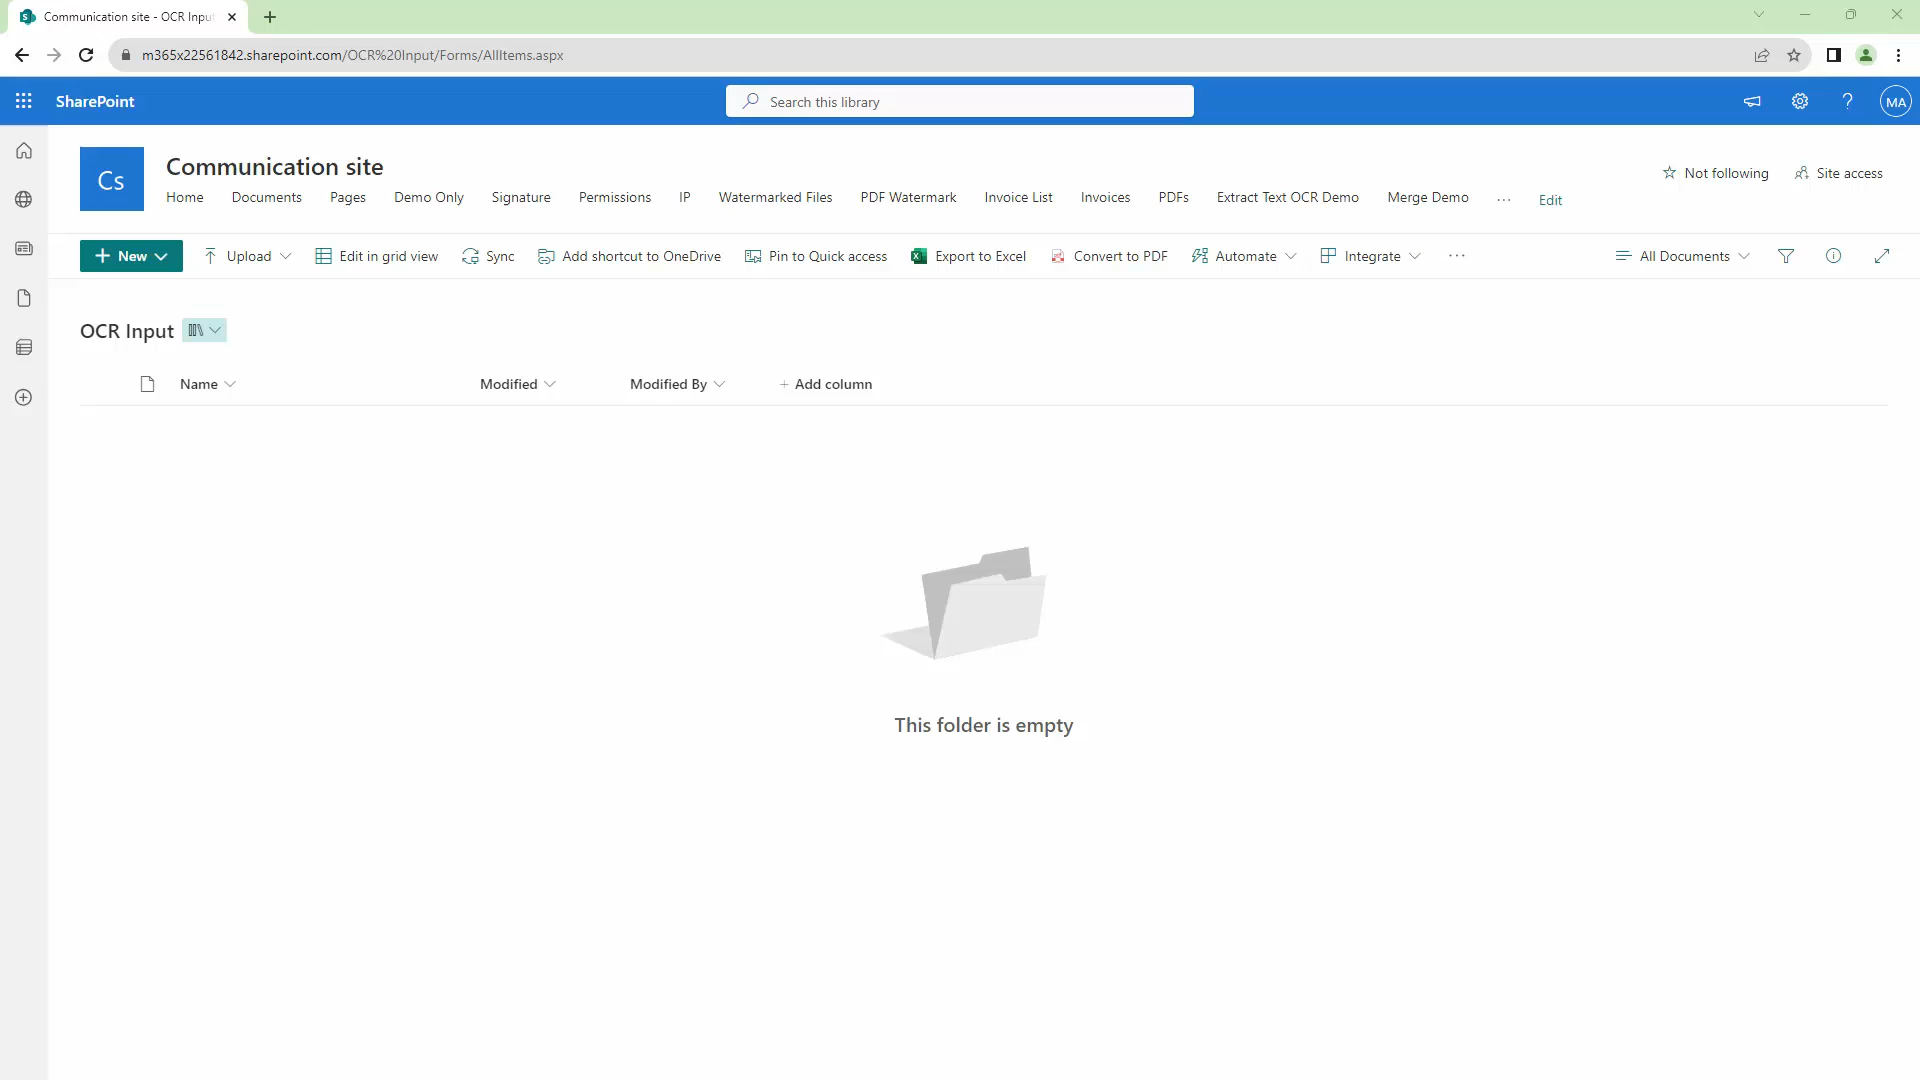 Communication site - OCR Input
m365x22561842.sharepoint.com/OCR%20Input/Forms/AllItems.aspx
SharePoint
Search this library
MA
Cs
Communication site
Not following
Site access
Home Documents Pages Demo Only Signature Permissions IP Watermarked Files PDF Watermark Invoice List Invoices PDFs Extract Text OCR Demo Merge Demo ... Edit
New Upload Edit in grid view Sync Add shortcut to OneDrive Pin to Quick access Export to Excel Convert to PDF Automate Integrate ... All Documents
OCR Input
Name Modified Modified By + Add column
This folder is empty